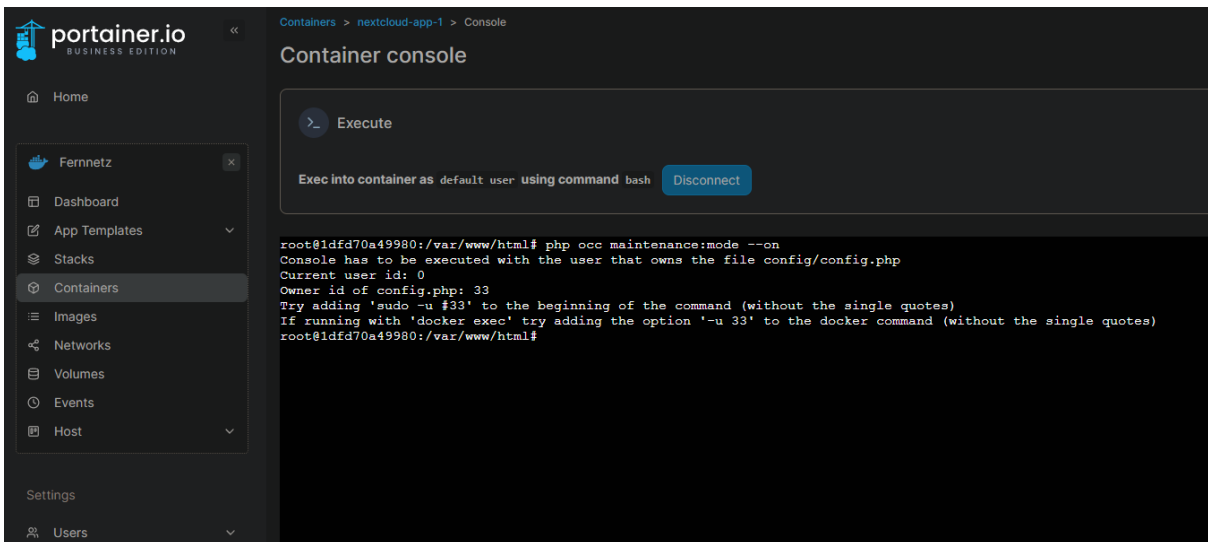 portainer.io
BUSINESS EDITION
Home
Fernnetz
Dashboard
App Templates
Stacks
Containers
Images
Networks
Volumes
Events
Host
Settings
Users
Containers > nextcloud-app-1 > Console
Container console
>_ Execute
Exec into container as default user using command bash Disconnect
root@1dfd70a49980:/var/www/html# php occ maintenance:mode --on
Console has to be executed with the user that owns the file config/config.php
Current user id: 0
Owner id of config.php: 33
Try adding 'sudo -u #33' to the beginning of the command (without the single quotes)
If running with 'docker exec' try adding the option '-u 33' to the docker command (without the single quotes)
root@1dfd70a49980:/var/www/html#